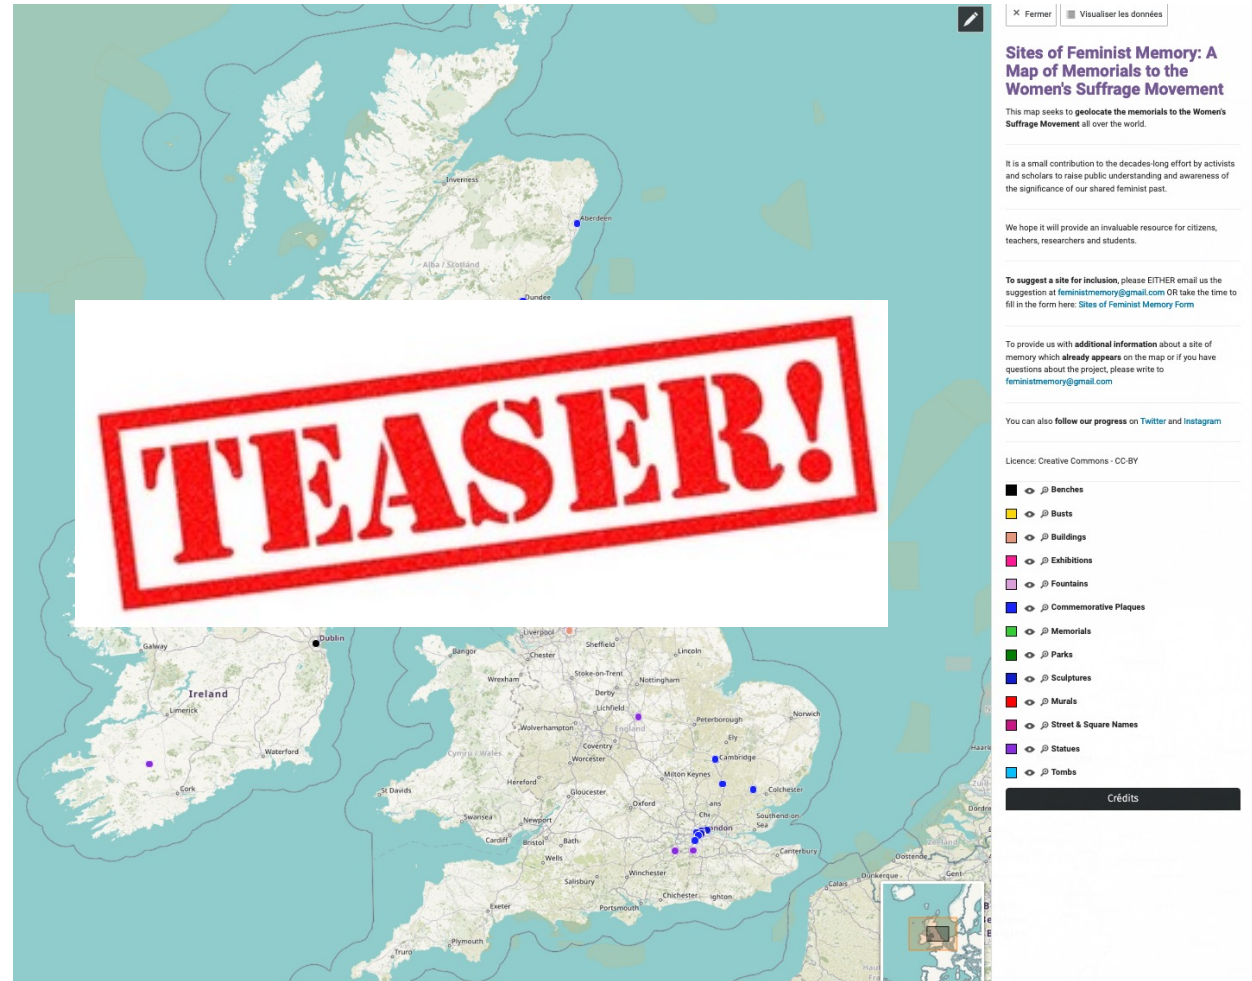 × Fermer
Visualiser les données
Sites of Feminist Memory: A
Map of Memorials to the
Women's Suffrage Movement
This map seeks to geolocate the memorials to the Women's
Suffrage Movement all over the world.
It is a small contribution to the decades-long effort by activists
and scholars to raise public understanding and awareness of
the significance of our shared feminist past.
We hope it will provide an invaluable resource for citizens,
teachers, researchers and students.
To suggest a site for inclusion, please EITHER email us the
suggestion at feministmemory@gmail.com OR take the time to
fill in the form here: Sites of Feminist Memory Form
To provide us with additional information about a site of
memory which already appears on the map or if you have
questions about the project, please write to
feministmemory@gmail.com
You can also follow our progress on Twitter and Instagram
Licence: Creative Commons - CC-BY
Benches
Busts
Buildings
Exhibitions
Fountains
Commemorative Plaques
Memorials
Parks
Sculptures
Murals
Street & Square Names
Statues
Tombs
Crédits
Inverness
Aberdeen
Alba / Scotland
Dundee
TEASER!
Dublin
Galway
Ireland
Limerick
Waterford
Cork
Liverpool
Sheffield
Bangor
Chester
Lincoln
Wrexham
Stoke-on-Trent
Nottingham
Derby
Lichfield
Norwich
Peterborough
Wolverhampton
England
Ely
Coventry
Cymru / Wales
Worcester
Cambridge
Milton Keynes
Hereford
St Davids
Gloucester
Colchester
Oxford
ans
Swansea
Newport
Che
Southend-on-
Sea
Cardiff
Bristol
Bath
ondon
Canterbury
Wells
Winchester
Salisbury
Chichester
ighton
Portsmouth
Exeter
Plymouth
Truro
Calais
Dunkerque
Oostende
Gent
Haarle
Dordre
Zeeland